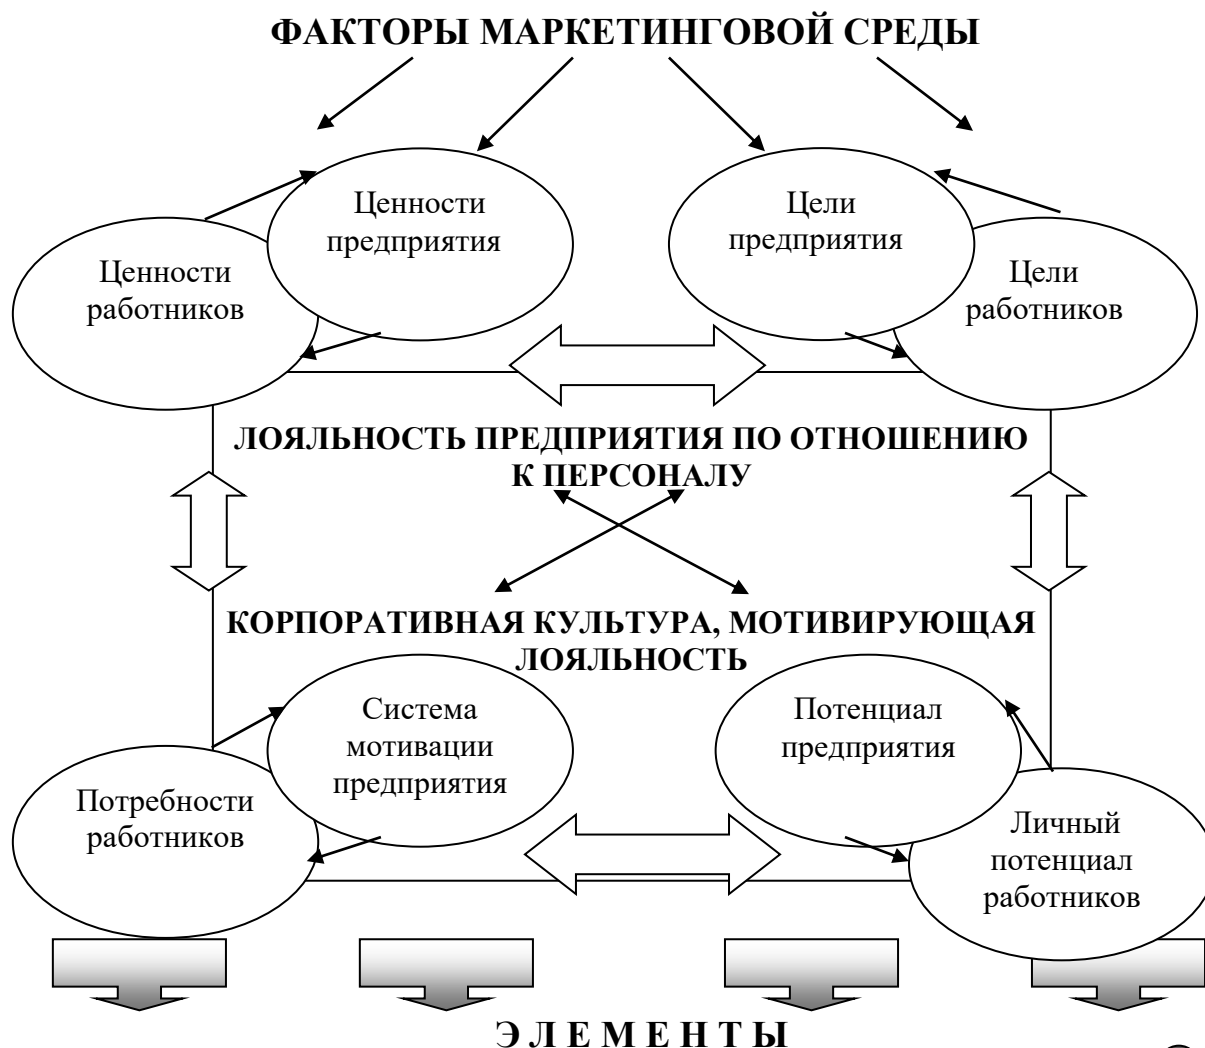 ФАКТОРЫ МАРКЕТИНГОВОЙ СРЕДЫ
Ценности
предприятия
Цели
предприятия
Ценности
работников
Цели
работников
ЛОЯЛЬНОСТЬ ПРЕДПРИЯТИЯ ПО ОТНОШЕНИЮ
К ПЕРСОНАЛУ
КОРПОРАТИВНАЯ КУЛЬТУРА, МОТИВИРУЮЩАЯ
ЛОЯЛЬНОСТЬ
Система
мотивации
предприятия
Потенциал
предприятия
Потребности
работников
Личный
потенциал
работников
Э Л Е М Е Н Т Ы